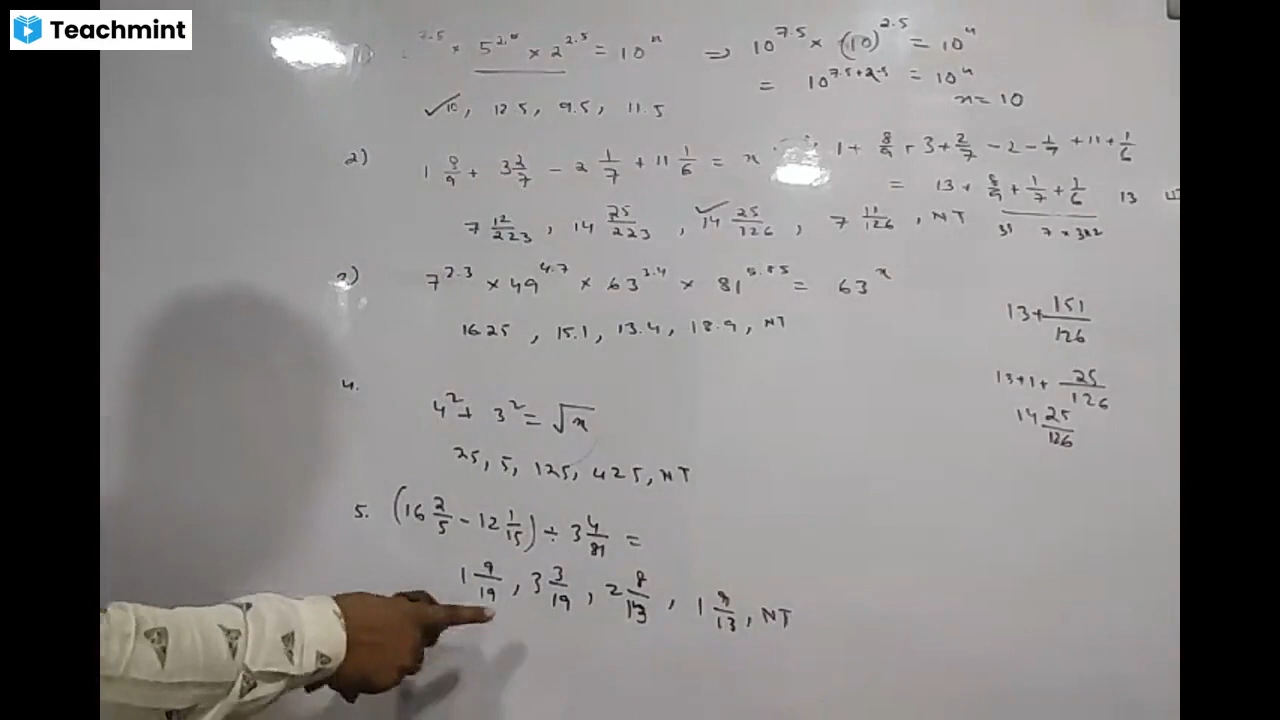 Teachmint
1) 7.5 × 5^2.5 × 2^2.5 = 10^n ⇒ 10^7.5 × (10)^2.5 = 10^n
= 10^7.5+2.5 = 10^n
n = 10
✓10, 12.5, 9.5, 11.5
2) 1 8/9 + 3 2/7 − 2 1/7 + 11 1/6 = x 1 + 8/9 + 3 + 2/7 − 2 − 1/7 + 11 + 1/6
= 13 + 8/9 + 1/7 + 1/6 13
7 12/223, 14 25/223, ✓14 25/126, 7 11/126, NT
3) 7^2.3 × 49^4.7 × 63^3.4 × 81^5.85 = 63^x
16.25, 15.1, 13.4, 18.9, NT
13 + 151/126
13+1+ 25/126
14 25/126
4. 4^2 + 3^2 = √x
25, 5, 125, 425, NT
5. (16 2/5 − 12 1/15) ÷ 3 4/81 =
1 9/19, 3 3/19, 2 8/13, 1 8/13, NT